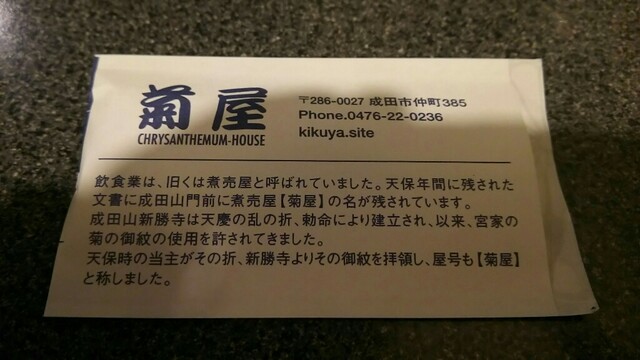 菊屋
CHRYSANTHEMUM-HOUSE
〒286-0027 成田市仲町385
Phone.0476-22-0236
kikuya.site
飲食業は、旧くは煮売屋と呼ばれていました。天保年間に残された
文書に成田山門前に煮売屋【菊屋】の名が残されています。
成田山新勝寺は天慶の乱の折、勅命により建立され、以来、宮家の
菊の御紋の使用を許されてきました。
天保時の当主がその折、新勝寺よりその御紋を拝領し、屋号も【菊屋】
と称しました。